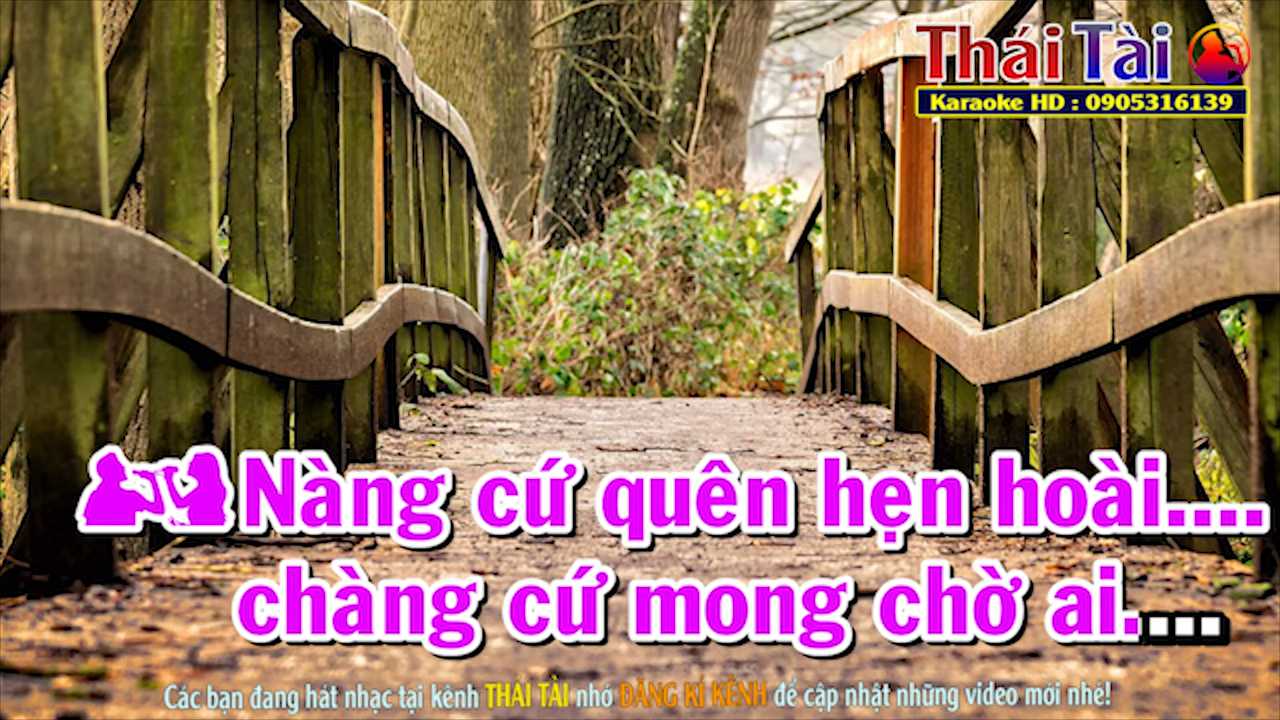 Thái Tài
Karaoke HD : 0905316139
Nàng cứ quên hẹn hoài....
chàng cứ mong chờ ai....
Các bạn đang hát nhạc tại kênh THÁI TÀI nhớ ĐĂNG KÍ KÊNH để cập nhật những video mới nhé!